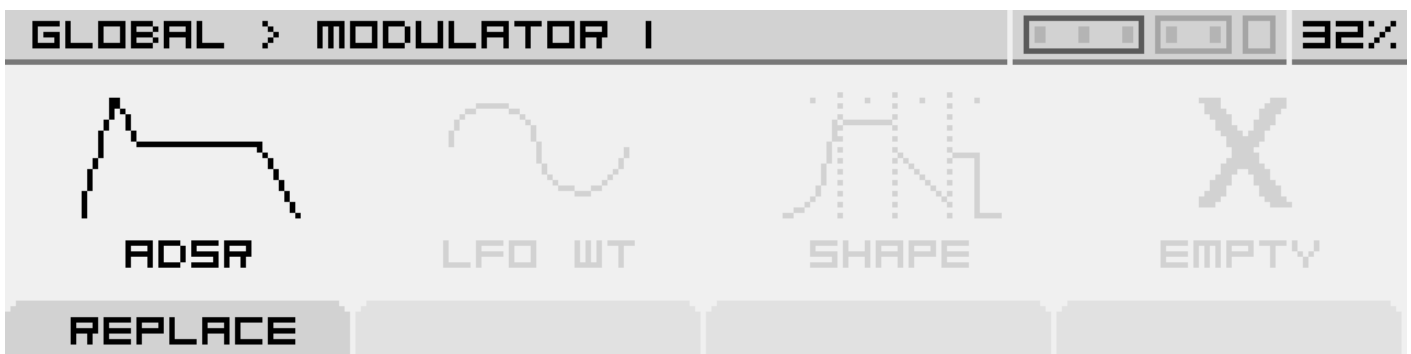 GLOBAL > MODULATOR 1
32%
ADSR
LFO WT
SHAPE
EMPTY
REPLACE